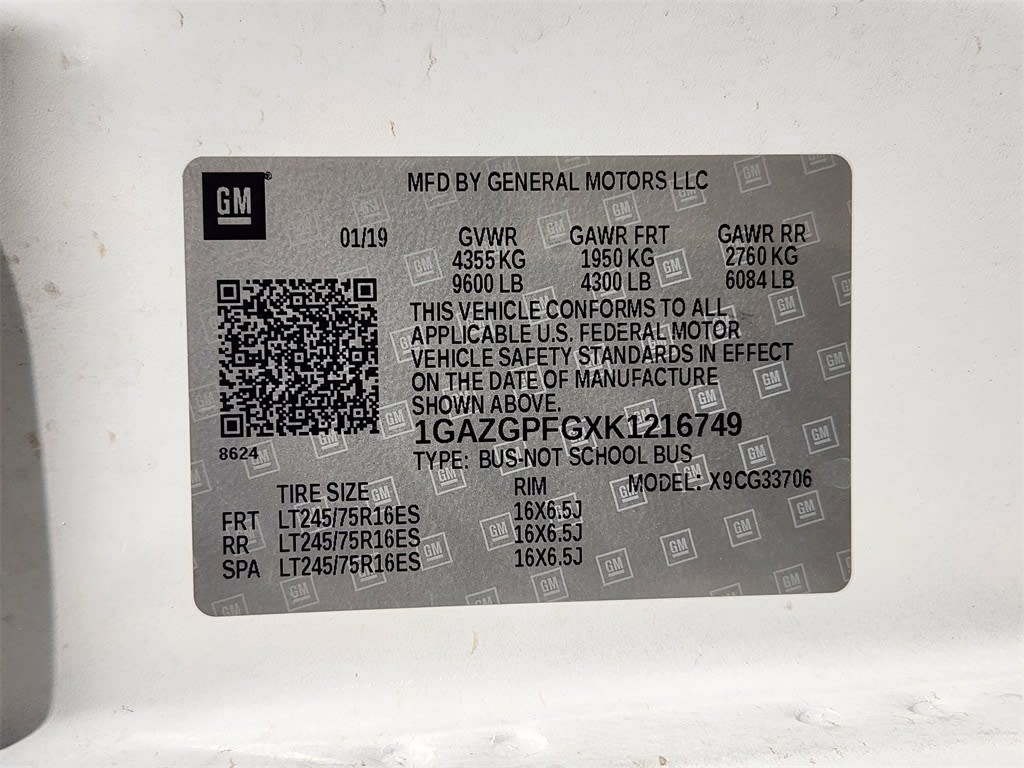 GM®
MFD BY GENERAL MOTORS LLC
01/19 GVWR GAWR FRT GAWR RR
4355 KG 1950 KG 2760 KG
9600 LB 4300 LB 6084 LB
THIS VEHICLE CONFORMS TO ALL
APPLICABLE U.S. FEDERAL MOTOR
VEHICLE SAFETY STANDARDS IN EFFECT
ON THE DATE OF MANUFACTURE
SHOWN ABOVE.
1GAZGPFGXK1216749
8624
TYPE: BUS-NOT SCHOOL BUS
MODEL: X9CG33706
TIRE SIZE RIM
FRT LT245/75R16ES 16X6.5J
RR LT245/75R16ES 16X6.5J
SPA LT245/75R16ES 16X6.5J